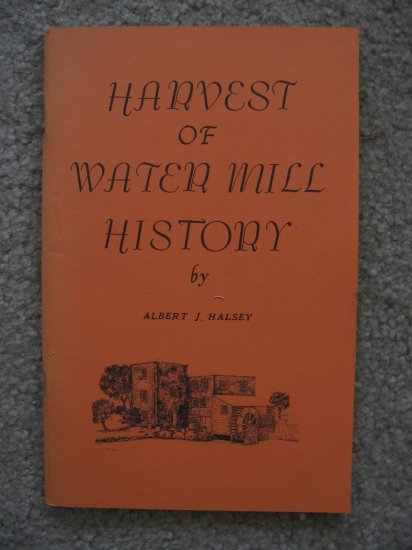 HARVEST
OF
WATER MILL
HISTORY
by
ALBERT J. HALSEY